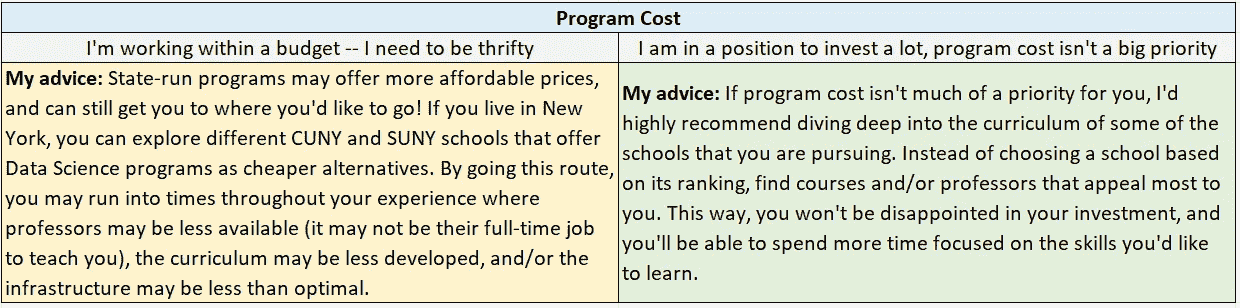 Program Cost
I'm working within a budget -- I need to be thrifty
I am in a position to invest a lot, program cost isn't a big priority
My advice: State-run programs may offer more affordable prices,
and can still get you to where you'd like to go! If you live in New
York, you can explore different CUNY and SUNY schools that offer
Data Science programs as cheaper alternatives. By going this route,
you may run into times throughout your experience where
professors may be less available (it may not be their full-time job
to teach you), the curriculum may be less developed, and/or the
infrastructure may be less than optimal.
My advice: If program cost isn't much of a priority for you, I'd
highly recommend diving deep into the curriculum of some of the
schools that you are pursuing. Instead of choosing a school based
on its ranking, find courses and/or professors that appeal most to
you. This way, you won't be disappointed in your investment, and
you'll be able to spend more time focused on the skills you'd like
to learn.